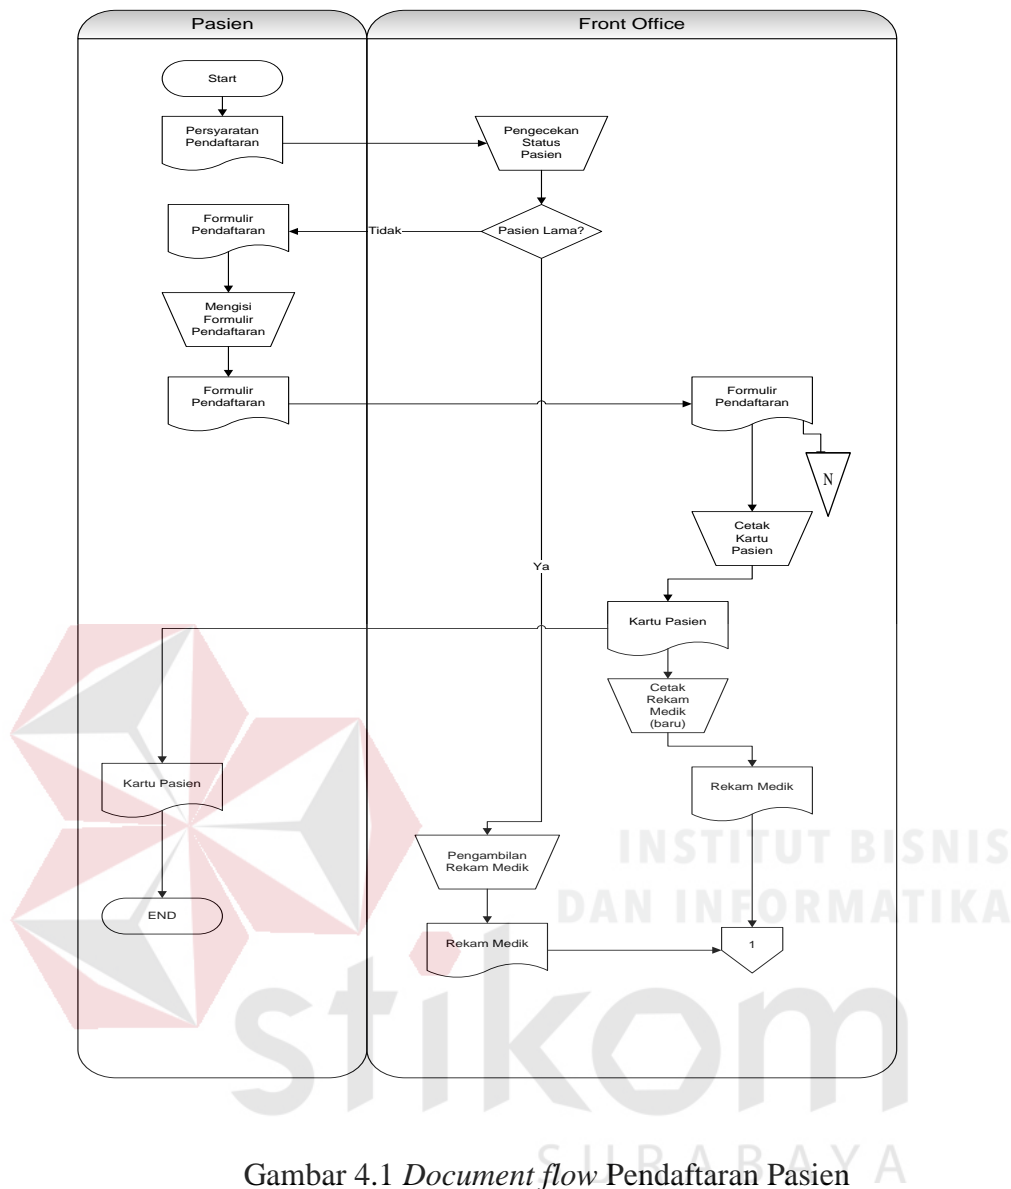 Pasien
Front Office
Start
Persyaratan
Pendaftaran
Pengecekan
Status
Pasien
Formulir
Pendaftaran
Tidak
Pasien Lama?
Mengisi
Formulir
Pendaftaran
Formulir
Pendaftaran
Formulir
Pendaftaran
N
Cetak
Kartu
Pasien
Ya
Kartu Pasien
Cetak
Rekam
Medik
(baru)
Kartu Pasien
Rekam Medik
Pengambilan
Rekam Medik
END
Rekam Medik
1
INSTITUT BISNIS
DAN INFORMATIKA
stikom
SURABAYA
Gambar 4.1 Document flow Pendaftaran Pasien